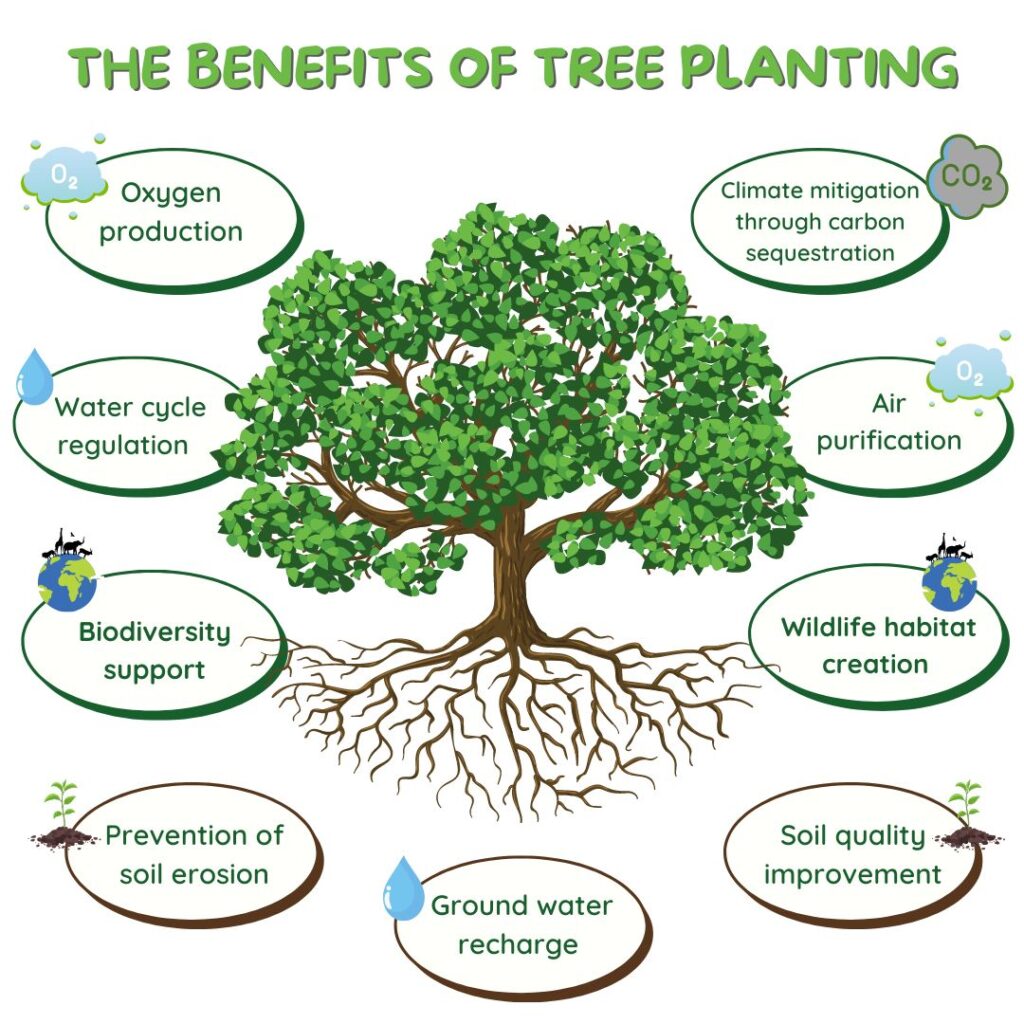 THE BENEFITS OF TREE PLANTING
O₂
Oxygen
production
Climate mitigation
through carbon
sequestration
CO₂
Water cycle
regulation
Air
purification
O₂
Biodiversity
support
Wildlife habitat
creation
Prevention of
soil erosion
Soil quality
improvement
Ground water
recharge